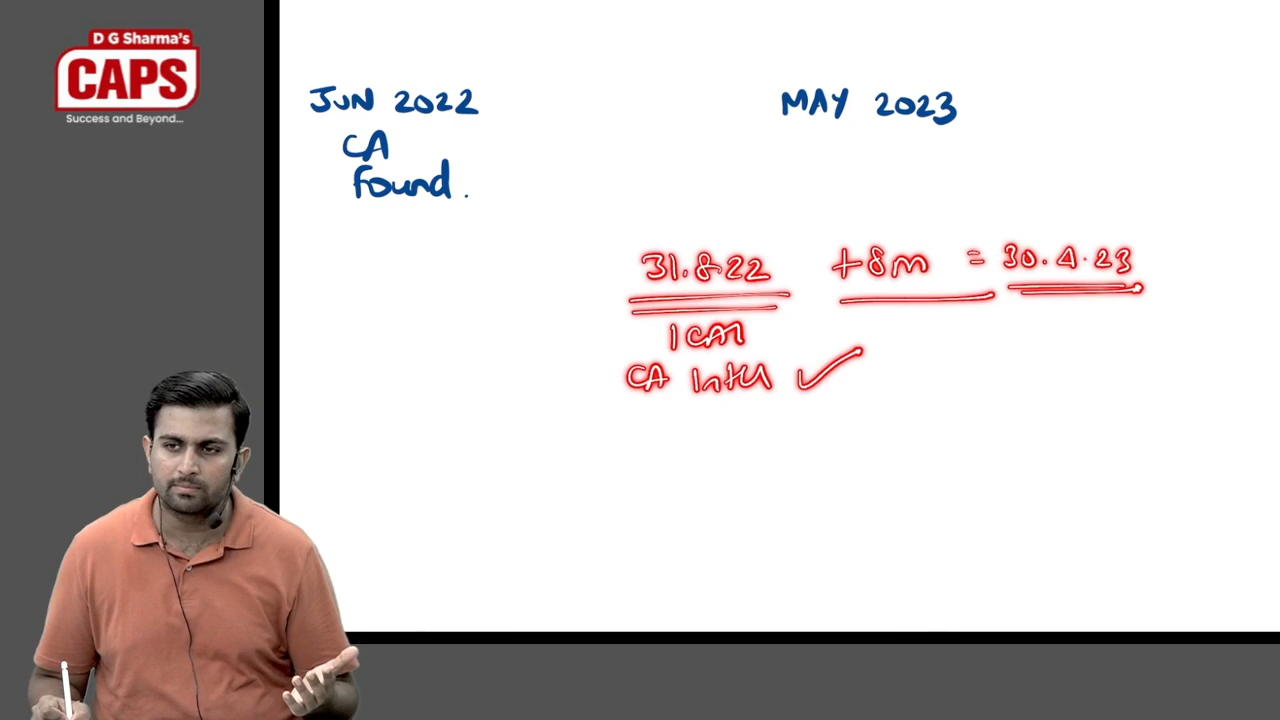 D G Sharma's
CAPS
Success and Beyond...
JUN 2022
CA
Found.
MAY 2023
31.8.22 +8m = 30.4.23
ICAI
CA Inter